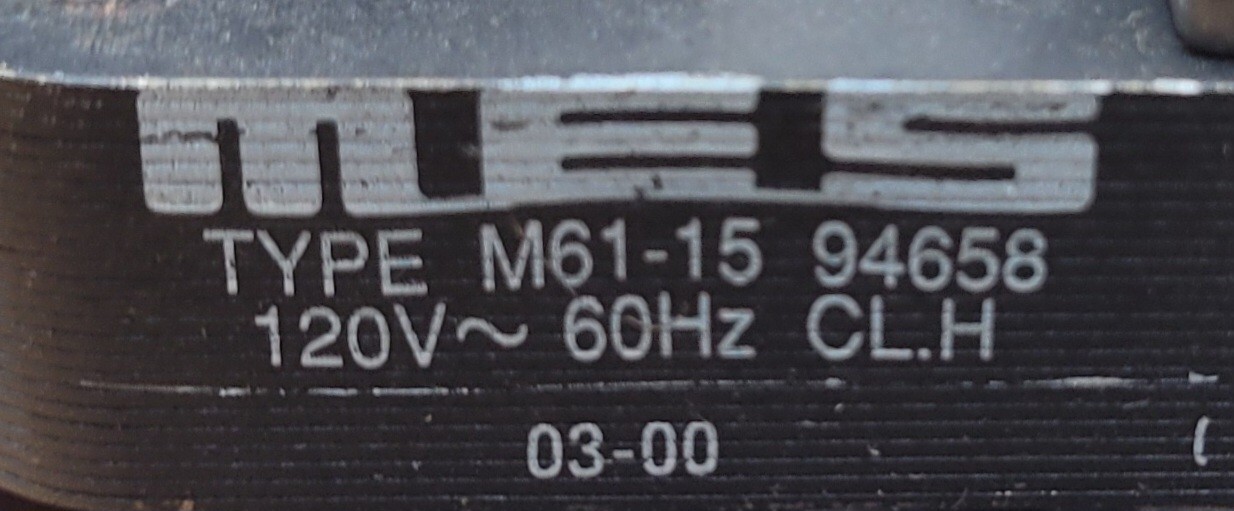 MES
TYPE M61-15 94658
120V~ 60Hz CL.H
03-00